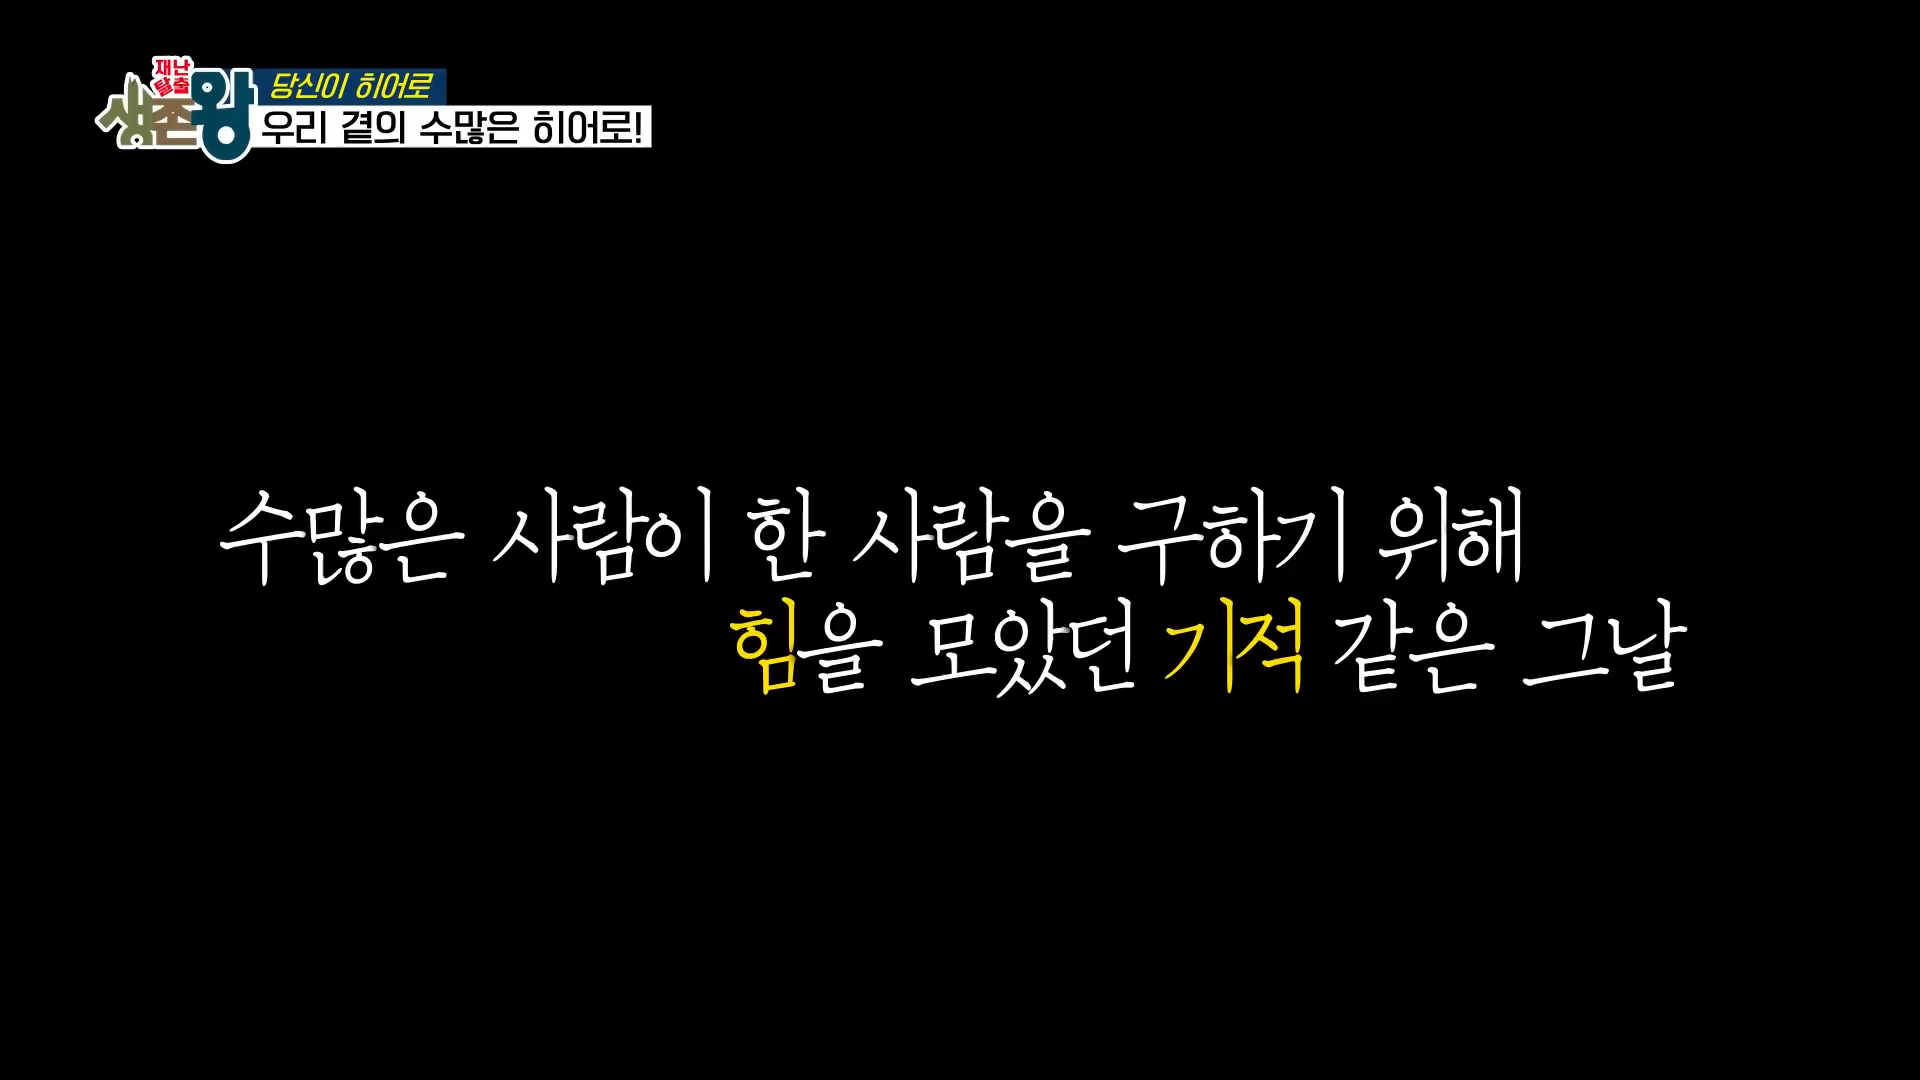 재난
탈출
생존왕
당신이 히어로
우리 곁의 수많은 히어로!
수많은 사람이 한 사람을 구하기 위해
힘을 모았던 기적 같은 그날